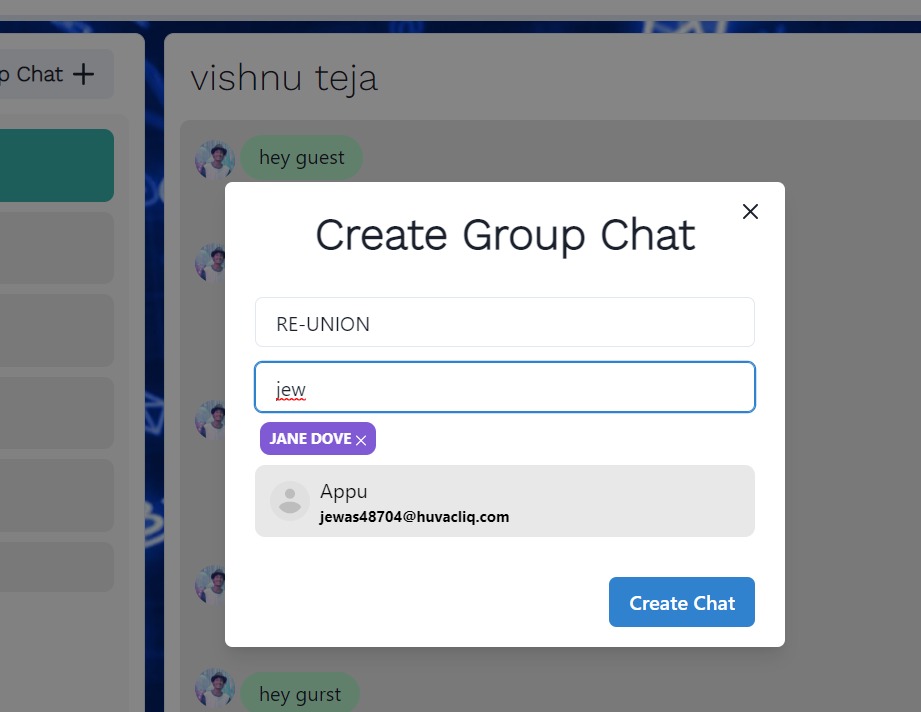 Chat
vishnu teja
hey guest
Create Group Chat
RE-UNION
jew
JANE DOVE
Appu
jewas48704@huvacliq.com
Create Chat
hey gurst